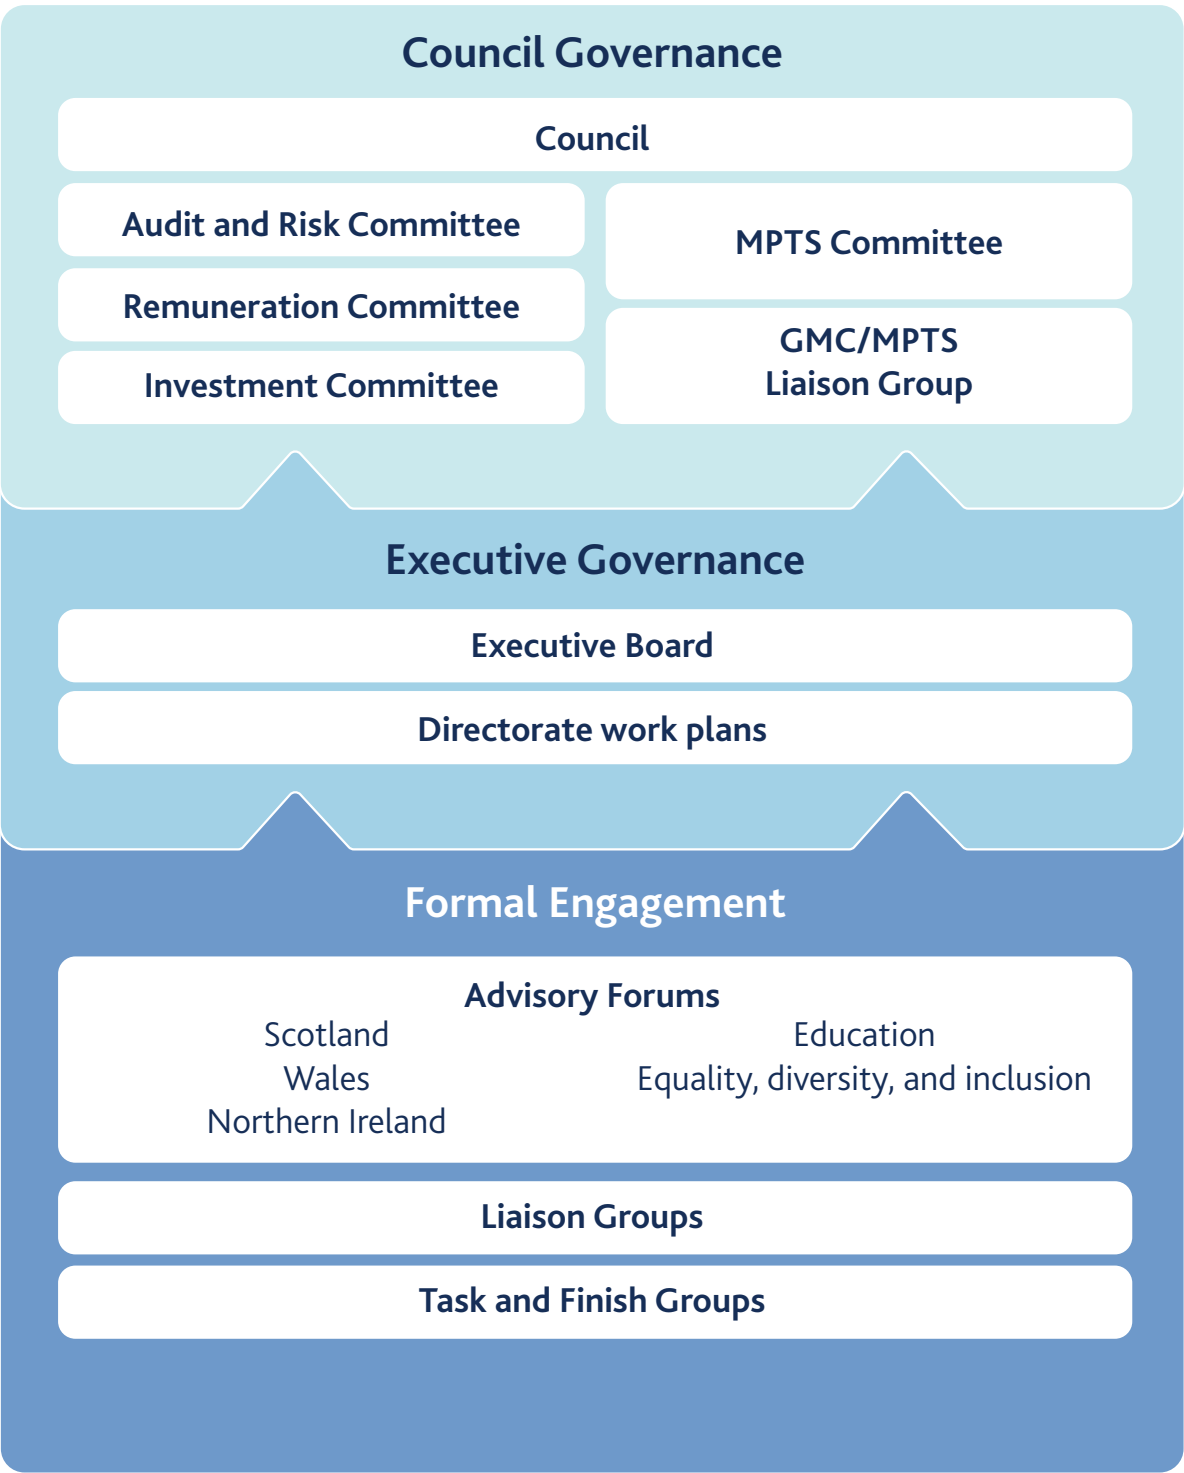 Council Governance
Council
Audit and Risk Committee
Remuneration Committee
Investment Committee
MPTS Committee
GMC/MPTS
Liaison Group
Executive Governance
Executive Board
Directorate work plans
Formal Engagement
Advisory Forums
Scotland
Wales
Northern Ireland
Education
Equality, diversity, and inclusion
Liaison Groups
Task and Finish Groups